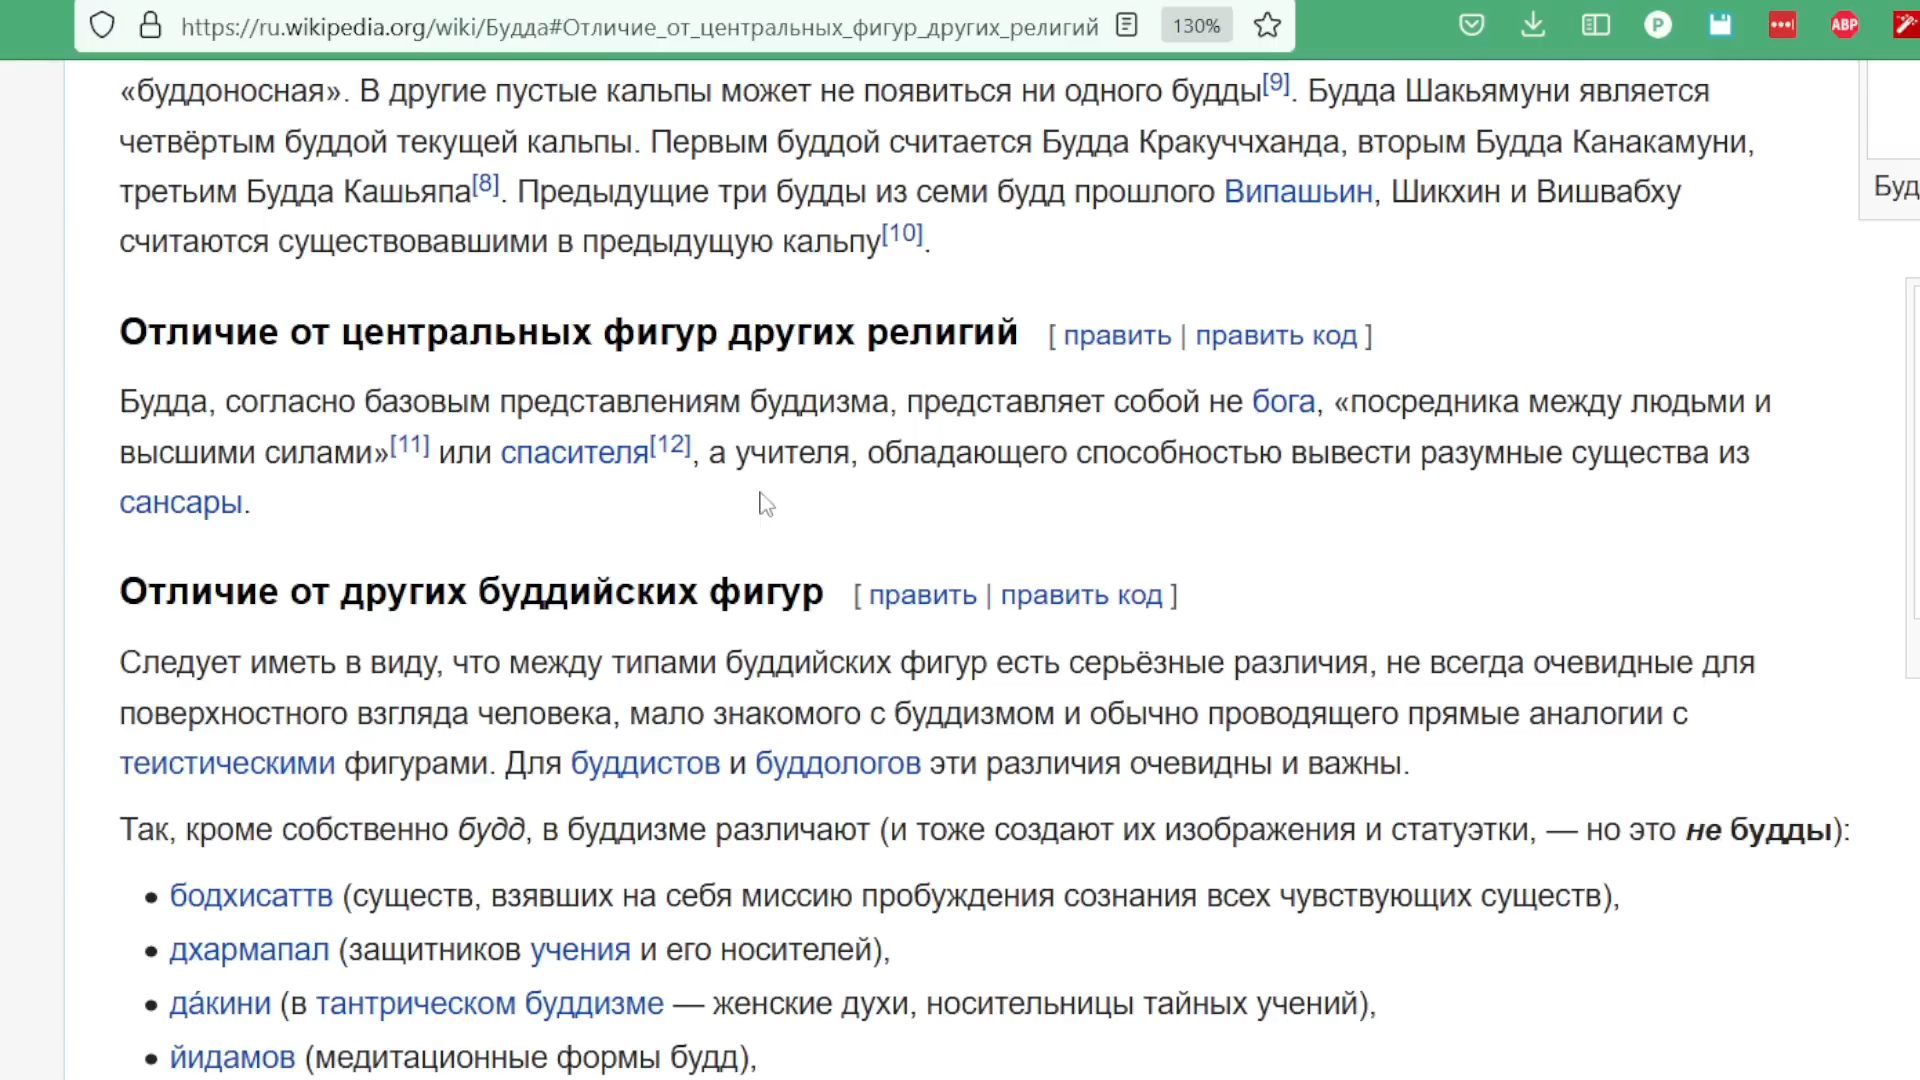 https://ru.wikipedia.org/wiki/Будда#Отличие_от_центральных_фигур_других_религий 130%
P ABP
«буддоносная». В другие пустые кальпы может не появиться ни одного будды[9]. Будда Шакьямуни является
четвёртым буддой текущей кальпы. Первым буддой считается Будда Кракуччханда, вторым Будда Канакамуни,
третьим Будда Кашьяпа[8]. Предыдущие три будды из семи будд прошлого Випашьин, Шикхин и Вишвабху
считаются существовавшими в предыдущую кальпу[10].
Отличие от центральных фигур других религий [ править | править код ]
Будда, согласно базовым представлениям буддизма, представляет собой не бога, «посредника между людьми и
высшими силами»[11] или спасителя[12], а учителя, обладающего способностью вывести разумные существа из
сансары.
Отличие от других буддийских фигур [ править | править код ]
Следует иметь в виду, что между типами буддийских фигур есть серьёзные различия, не всегда очевидные для
поверхностного взгляда человека, мало знакомого с буддизмом и обычно проводящего прямые аналогии с
теистическими фигурами. Для буддистов и буддологов эти различия очевидны и важны.
Так, кроме собственно будд, в буддизме различают (и тоже создают их изображения и статуэтки, — но это не будды):
• бодхисаттв (существ, взявших на себя миссию пробуждения сознания всех чувствующих существ),
• дхармапал (защитников учения и его носителей),
• да́кини (в тантрическом буддизме — женские духи, носительницы тайных учений),
• йидамов (медитационные формы будд),